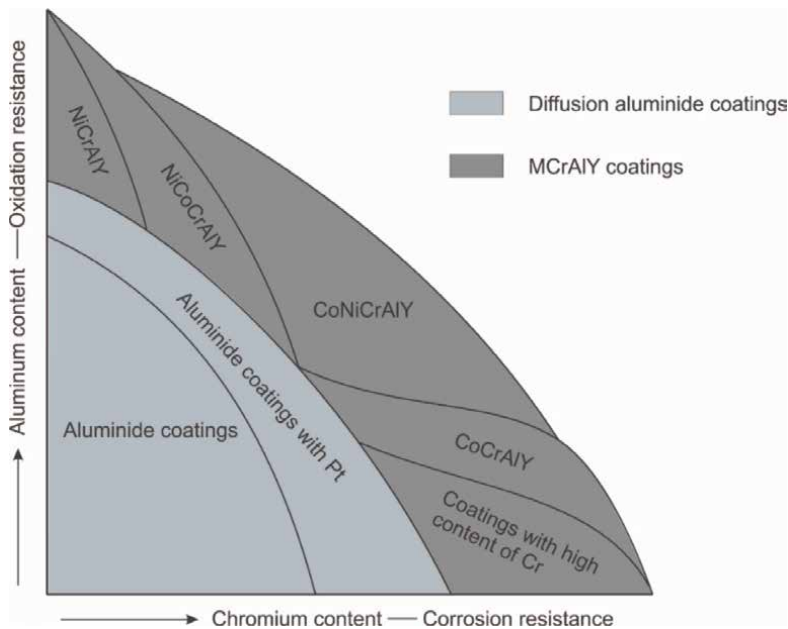 Diffusion aluminide coatings
MCrAlY coatings
NiCrAlY
NiCoCrAlY
CoNiCrAlY
Aluminide coatings with Pt
Aluminide coatings
CoCrAlY
Coatings with high
content of Cr
Aluminum content — Oxidation resistance
Chromium content — Corrosion resistance